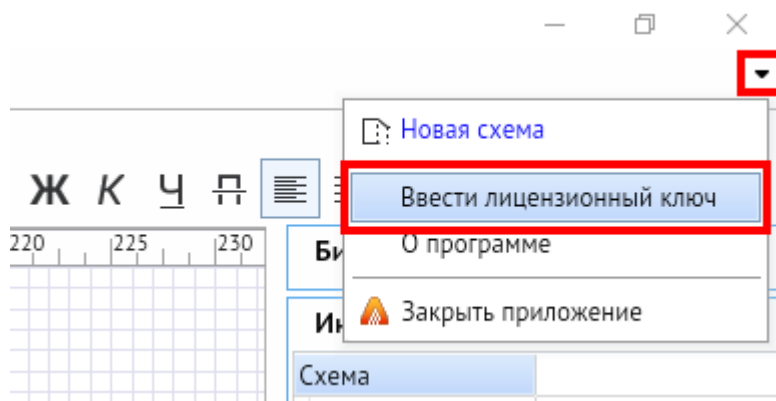 Новая схема
Ж К Ч П
Ввести лицензионный ключ
220 225 230
О программе
Закрыть приложение
Схема